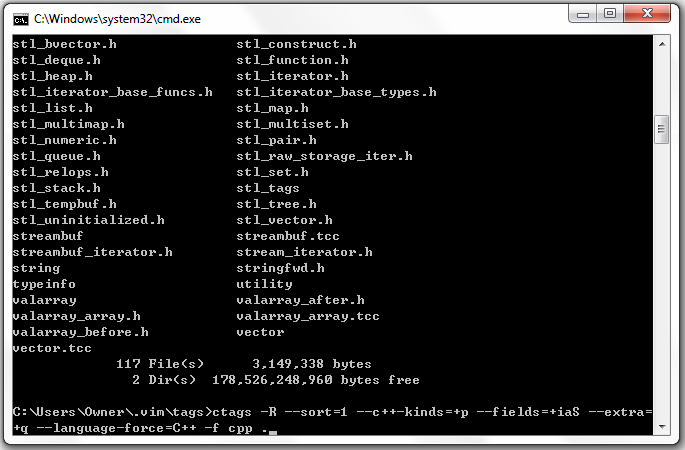 C:\Windows\system32\cmd.exe
stl_bvector.h stl_construct.h
stl_deque.h stl_function.h
stl_heap.h stl_iterator.h
stl_iterator_base_funcs.h stl_iterator_base_types.h
stl_list.h stl_map.h
stl_multimap.h stl_multiset.h
stl_numeric.h stl_pair.h
stl_queue.h stl_raw_storage_iter.h
stl_relops.h stl_set.h
stl_stack.h stl_tags
stl_tempbuf.h stl_tree.h
stl_uninitialized.h stl_vector.h
streambuf streambuf.tcc
streambuf_iterator.h stream_iterator.h
string stringfwd.h
typeinfo utility
valarray valarray_after.h
valarray_array.h valarray_array.tcc
valarray_before.h vector
vector.tcc
117 File(s) 3,149,338 bytes
2 Dir(s) 178,526,248,960 bytes free
C:\Users\Owner\.vim\tags>ctags -R --sort=1 --c++-kinds=+p --fields=+iaS --extra=
+q --language-force=C++ -f cpp ._